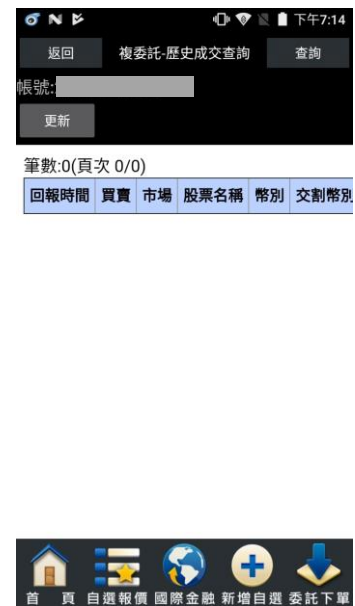 下午7:14
返回 複委託-歷史成交查詢 查詢
帳號:
更新
筆數:0(頁次 0/0)
回報時間 買賣 市場 股票名稱 幣別 交割幣別
首 頁 自選報價 國際金融 新增自選 委託下單